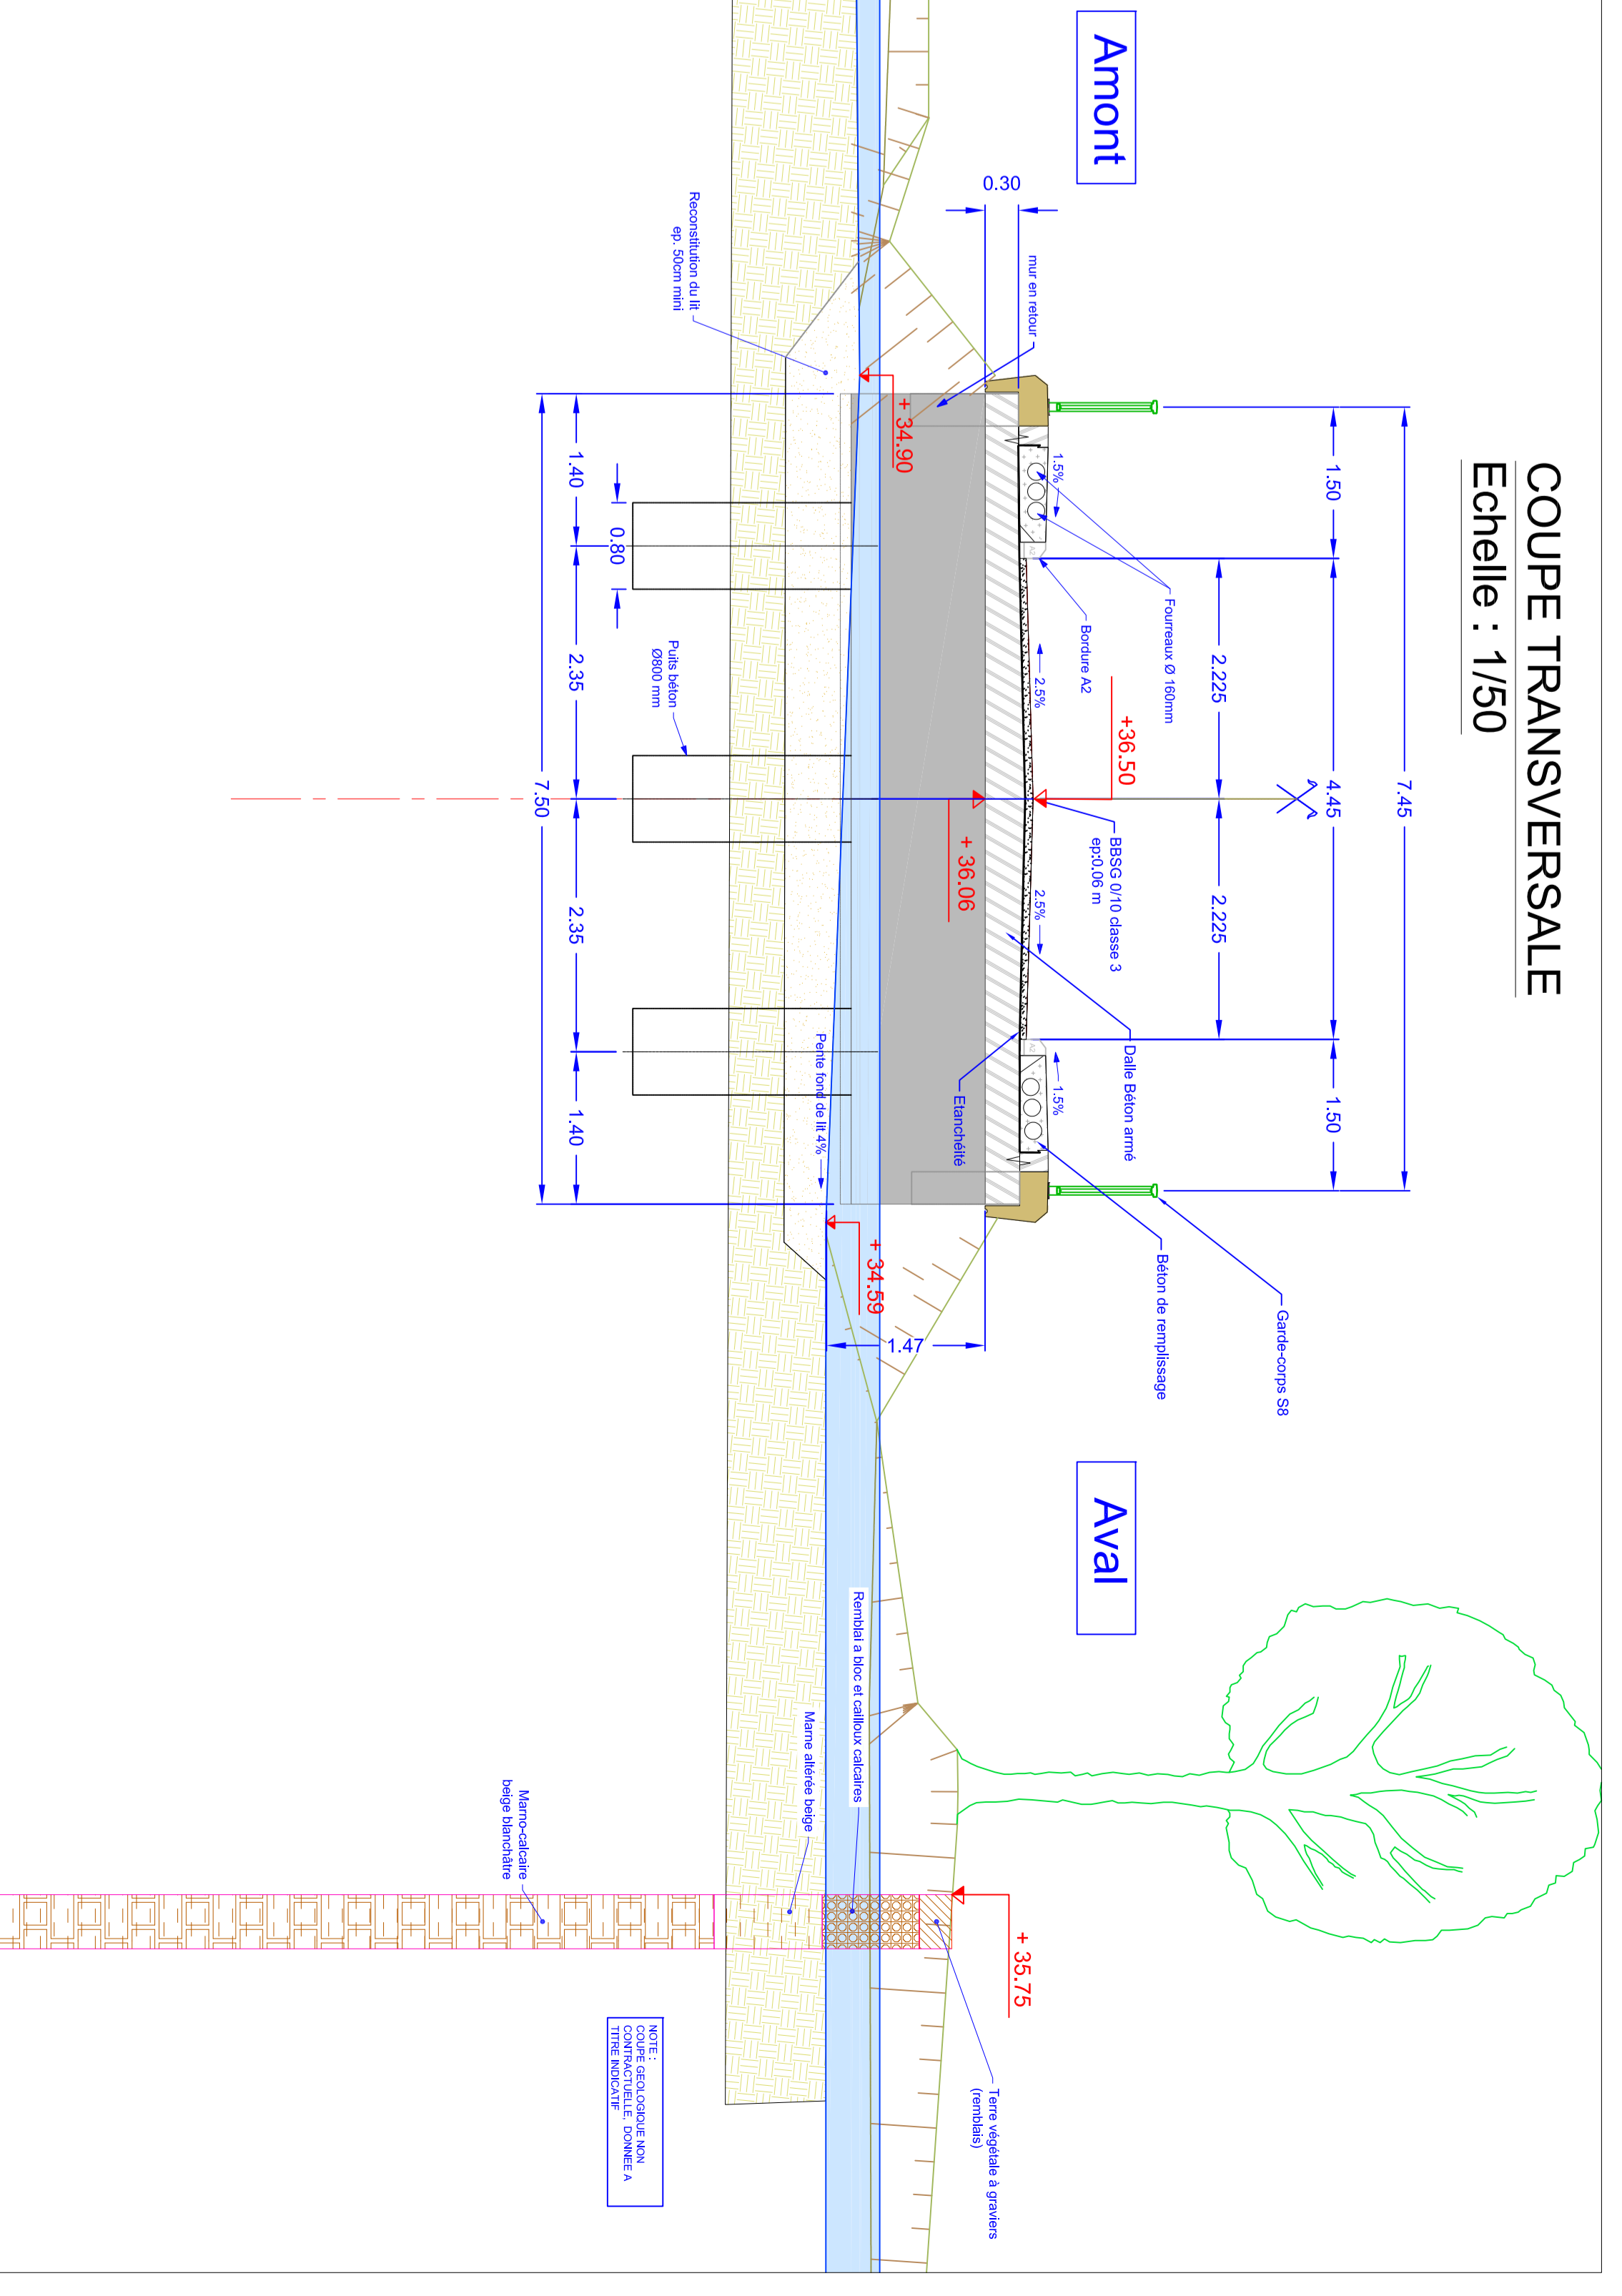 COUPE TRANSVERSALE
Echelle : 1/50
Amont
Aval
7.45
1.50
4.45
1.50
2.225
2.225
Garde-corps S8
Fourreaux Ø 160mm
Béton de remplissage
+36.50
BBSG 0/10 classe 3
ep:0.06 m
Dalle Béton armé
Bordure A2
1.5%
2.5%
2.5%
1.5%
A2
A2
mur en retour
0.30
Etanchéité
+ 36.06
+ 34.90
+ 34.59
1.47
+ 35.75
Terre végétale à graviers
(remblais)
Remblai a bloc et cailloux calcaires
Pente fond de lit 4%
Marne altérée beige
Reconstitution du lit
ep. 50cm mini
Puits béton
Ø800 mm
0.80
1.40
2.35
2.35
1.40
7.50
Marno-calcaire
beige blanchâtre
NOTE :
COUPE GEOLOGIQUE NON
CONTRACTUELLE, DONNEE A
TITRE INDICATIF